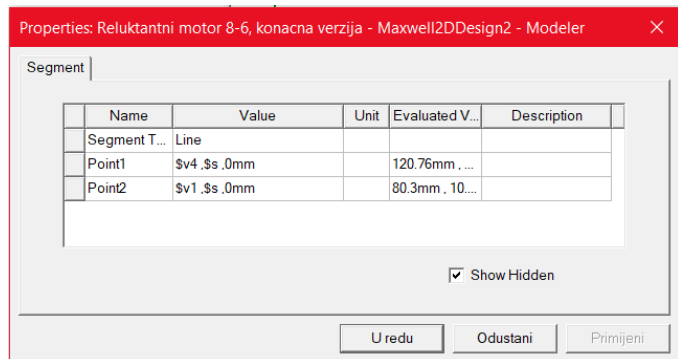 Properties: Reluktantni motor 8-6, konacna verzija - Maxwell2DDesign2 - Modeler
Segment
Name Value Unit Evaluated V... Description
Segment T... Line
Point1 $v4 ,$s ,0mm 120.76mm , ...
Point2 $v1 ,$s ,0mm 80.3mm , 10....
Show Hidden
U redu Odustani Primijeni